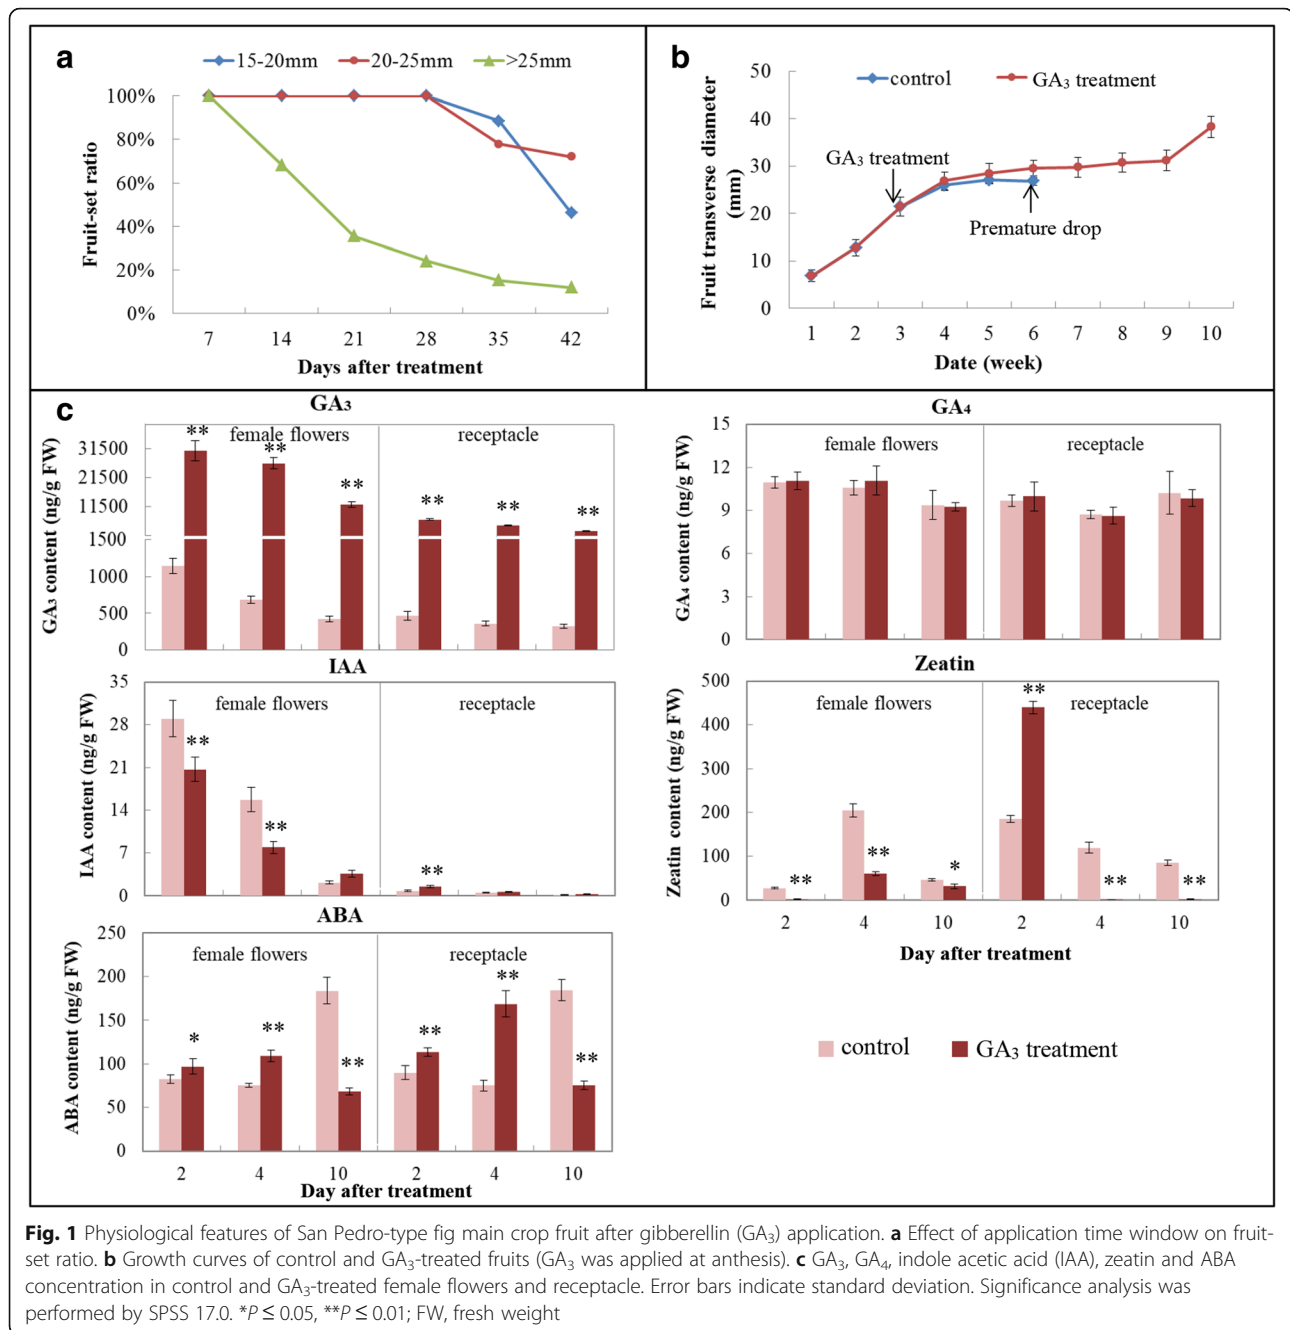 a
15-20mm 20-25mm >25mm
100%
80%
60%
40%
20%
0%
Fruit-set ratio
7 14 21 28 35 42
Days after treatment
b
control GA₃ treatment
50
40
30
20
10
0
Fruit transverse diameter
(mm)
GA₃ treatment
Premature drop
1 2 3 4 5 6 7 8 9 10
Date (week)
c
GA₃
female flowers receptacle
31500
21500
11500
1500
1000
500
0
GA₃ content (ng/g FW)
** ** ** ** ** **
GA₄
female flowers receptacle
15
12
9
6
3
0
GA₄ content (ng/g FW)
IAA
female flowers receptacle
35
28
21
14
7
0
IAA content (ng/g FW)
** ** **
Zeatin
female flowers receptacle
500
400
300
200
100
0
Zeatin content (ng/g FW)
** ** * ** ** **
2 4 10 2 4 10
Day after treatment
ABA
female flowers receptacle
250
200
150
100
50
0
ABA content (ng/g FW)
* ** ** ** ** **
2 4 10 2 4 10
Day after treatment
control GA₃ treatment
Fig. 1 Physiological features of San Pedro-type fig main crop fruit after gibberellin (GA₃) application. a Effect of application time window on fruit-
set ratio. b Growth curves of control and GA₃-treated fruits (GA₃ was applied at anthesis). c GA₃, GA₄, indole acetic acid (IAA), zeatin and ABA
concentration in control and GA₃-treated female flowers and receptacle. Error bars indicate standard deviation. Significance analysis was
performed by SPSS 17.0. *P ≤ 0.05, **P ≤ 0.01; FW, fresh weight